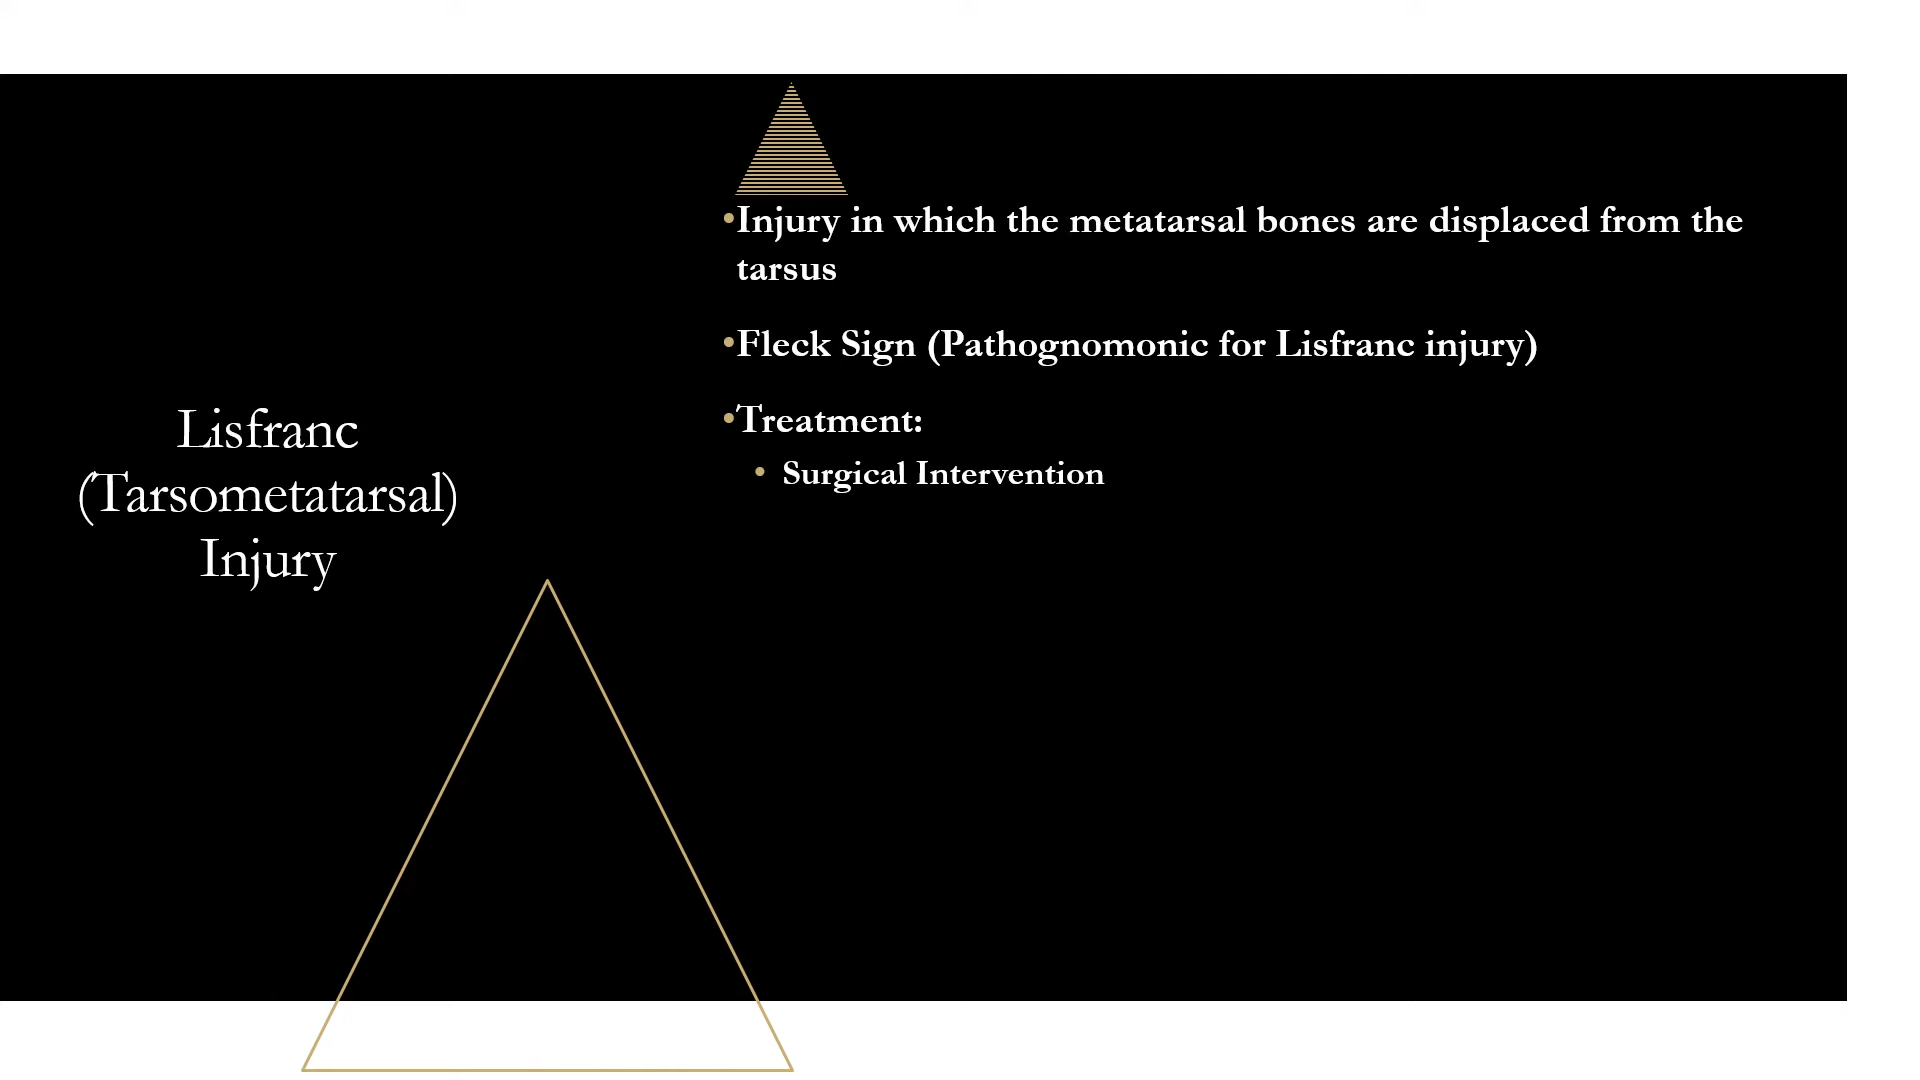 Lisfranc
(Tarsometatarsal)
Injury
•Injury in which the metatarsal bones are displaced from the
tarsus
•Fleck Sign (Pathognomonic for Lisfranc injury)
•Treatment:
• Surgical Intervention